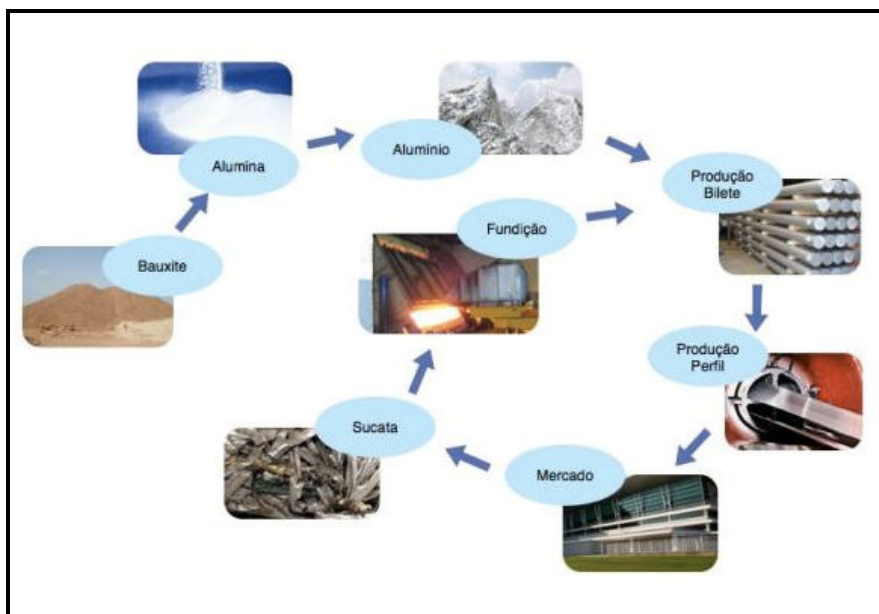 Bauxite
Alumina
Alumínio
Produção
Bilete
Produção
Perfil
Mercado
Sucata
Fundição